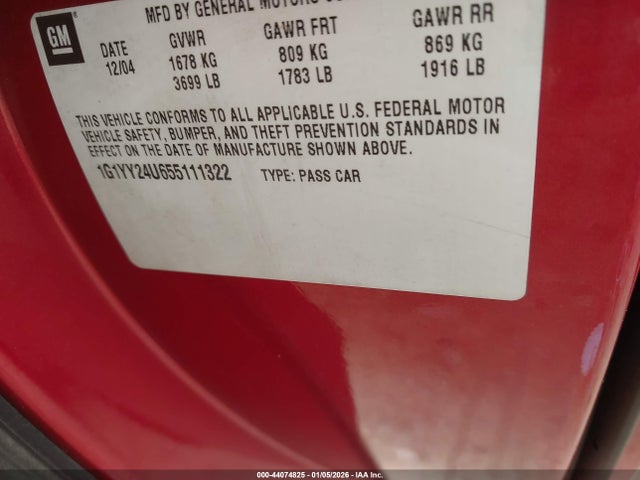 MFD BY GENERAL MOTORS
GM
DATE GVWR GAWR FRT GAWR RR
12/04 1678 KG 809 KG 869 KG
3699 LB 1783 LB 1916 LB
THIS VEHICLE CONFORMS TO ALL APPLICABLE U.S. FEDERAL MOTOR
VEHICLE SAFETY, BUMPER, AND THEFT PREVENTION STANDARDS IN
EFFECT ON THE DATE OF MANUFACTURE SHOWN ABOVE.
1G1YY24U655111322 TYPE: PASS CAR
000-44074825 - 01/05/2026 - IAA Inc.